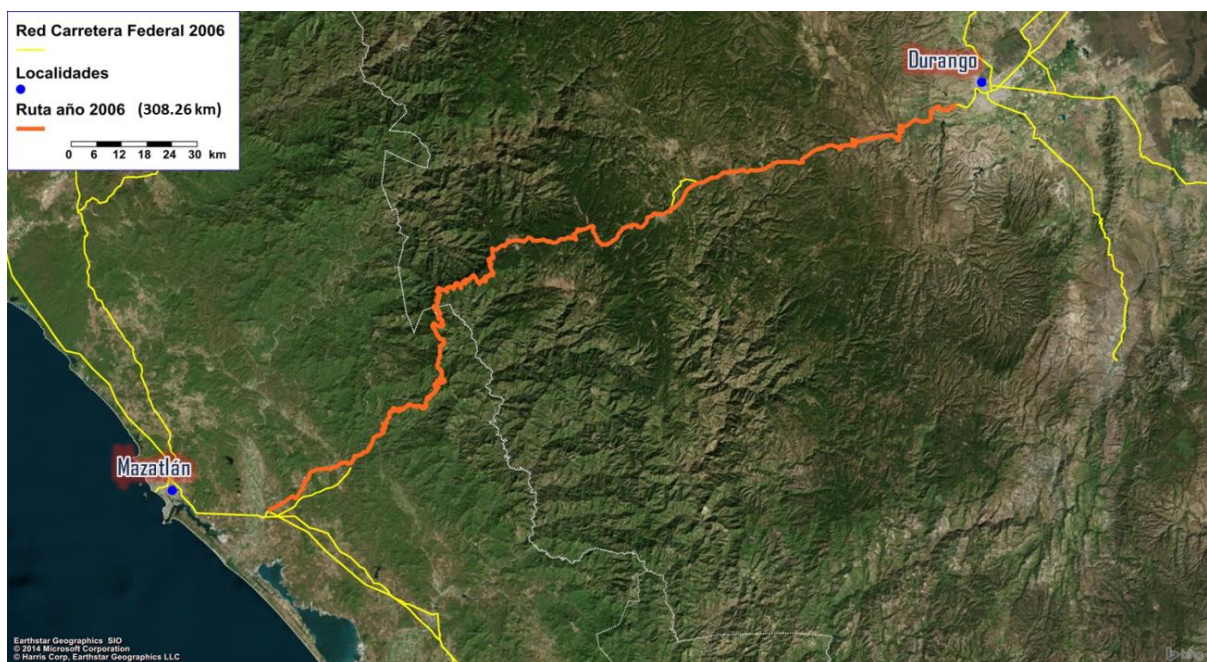 Red Carretera Federal 2006
Localidades
Ruta año 2006 (308.26 km)
0 6 12 18 24 30 km
Durango
Mazatlán
Earthstar Geographics SIO
© 2014 Microsoft Corporation
© Harris Corp, Earthstar Geographics LLC
bing